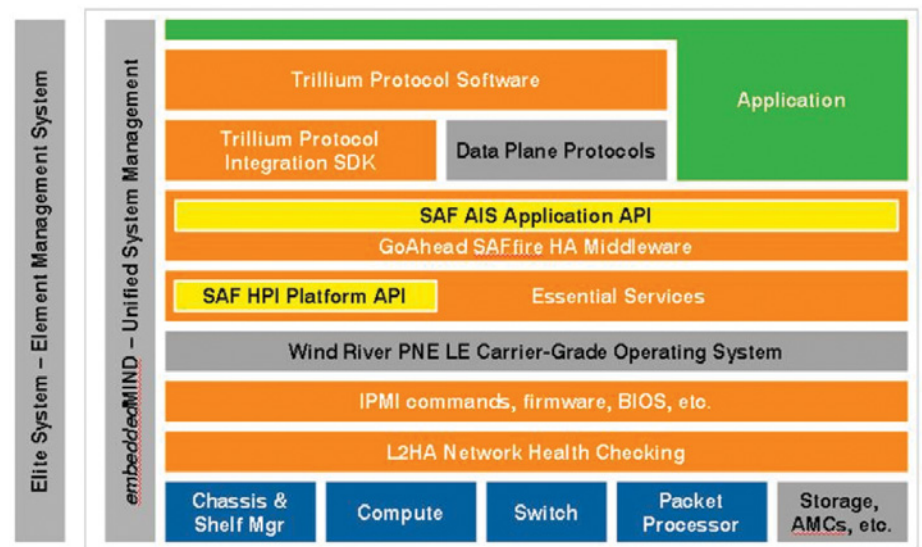 Elite System – Element Management System
embeddedMIND – Unified System Management
Trillium Protocol Software
Application
Trillium Protocol
Integration SDK
Data Plane Protocols
SAF AIS Application API
GoAhead SAFfire HA Middleware
SAF HPI Platform API
Essential Services
Wind River PNE LE Carrier-Grade Operating System
IPMI commands, firmware, BIOS, etc.
L2HA Network Health Checking
Chassis &
Shelf Mgr
Compute
Switch
Packet
Processor
Storage,
AMCs, etc.